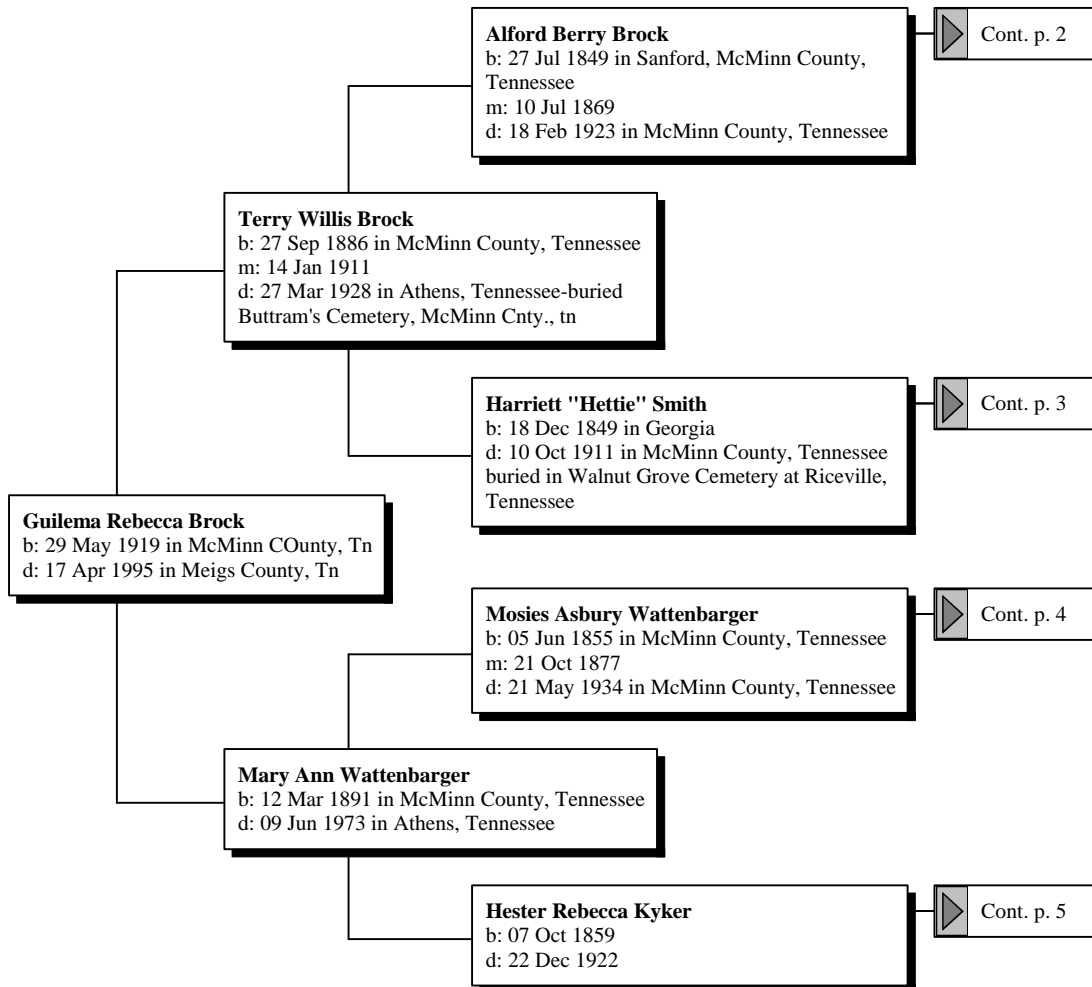 Alford Berry Brock
b: 27 Jul 1849 in Sanford, McMinn County,
Tennessee
m: 10 Jul 1869
d: 18 Feb 1923 in McMinn County, Tennessee
Cont. p. 2
Terry Willis Brock
b: 27 Sep 1886 in McMinn County, Tennessee
m: 14 Jan 1911
d: 27 Mar 1928 in Athens, Tennessee-buried
Buttram's Cemetery, McMinn Cnty., tn
Harriett "Hettie" Smith
b: 18 Dec 1849 in Georgia
d: 10 Oct 1911 in McMinn County, Tennessee
buried in Walnut Grove Cemetery at Riceville,
Tennessee
Cont. p. 3
Guilema Rebecca Brock
b: 29 May 1919 in McMinn COunty, Tn
d: 17 Apr 1995 in Meigs County, Tn
Mosies Asbury Wattenbarger
b: 05 Jun 1855 in McMinn County, Tennessee
m: 21 Oct 1877
d: 21 May 1934 in McMinn County, Tennessee
Cont. p. 4
Mary Ann Wattenbarger
b: 12 Mar 1891 in McMinn County, Tennessee
d: 09 Jun 1973 in Athens, Tennessee
Hester Rebecca Kyker
b: 07 Oct 1859
d: 22 Dec 1922
Cont. p. 5